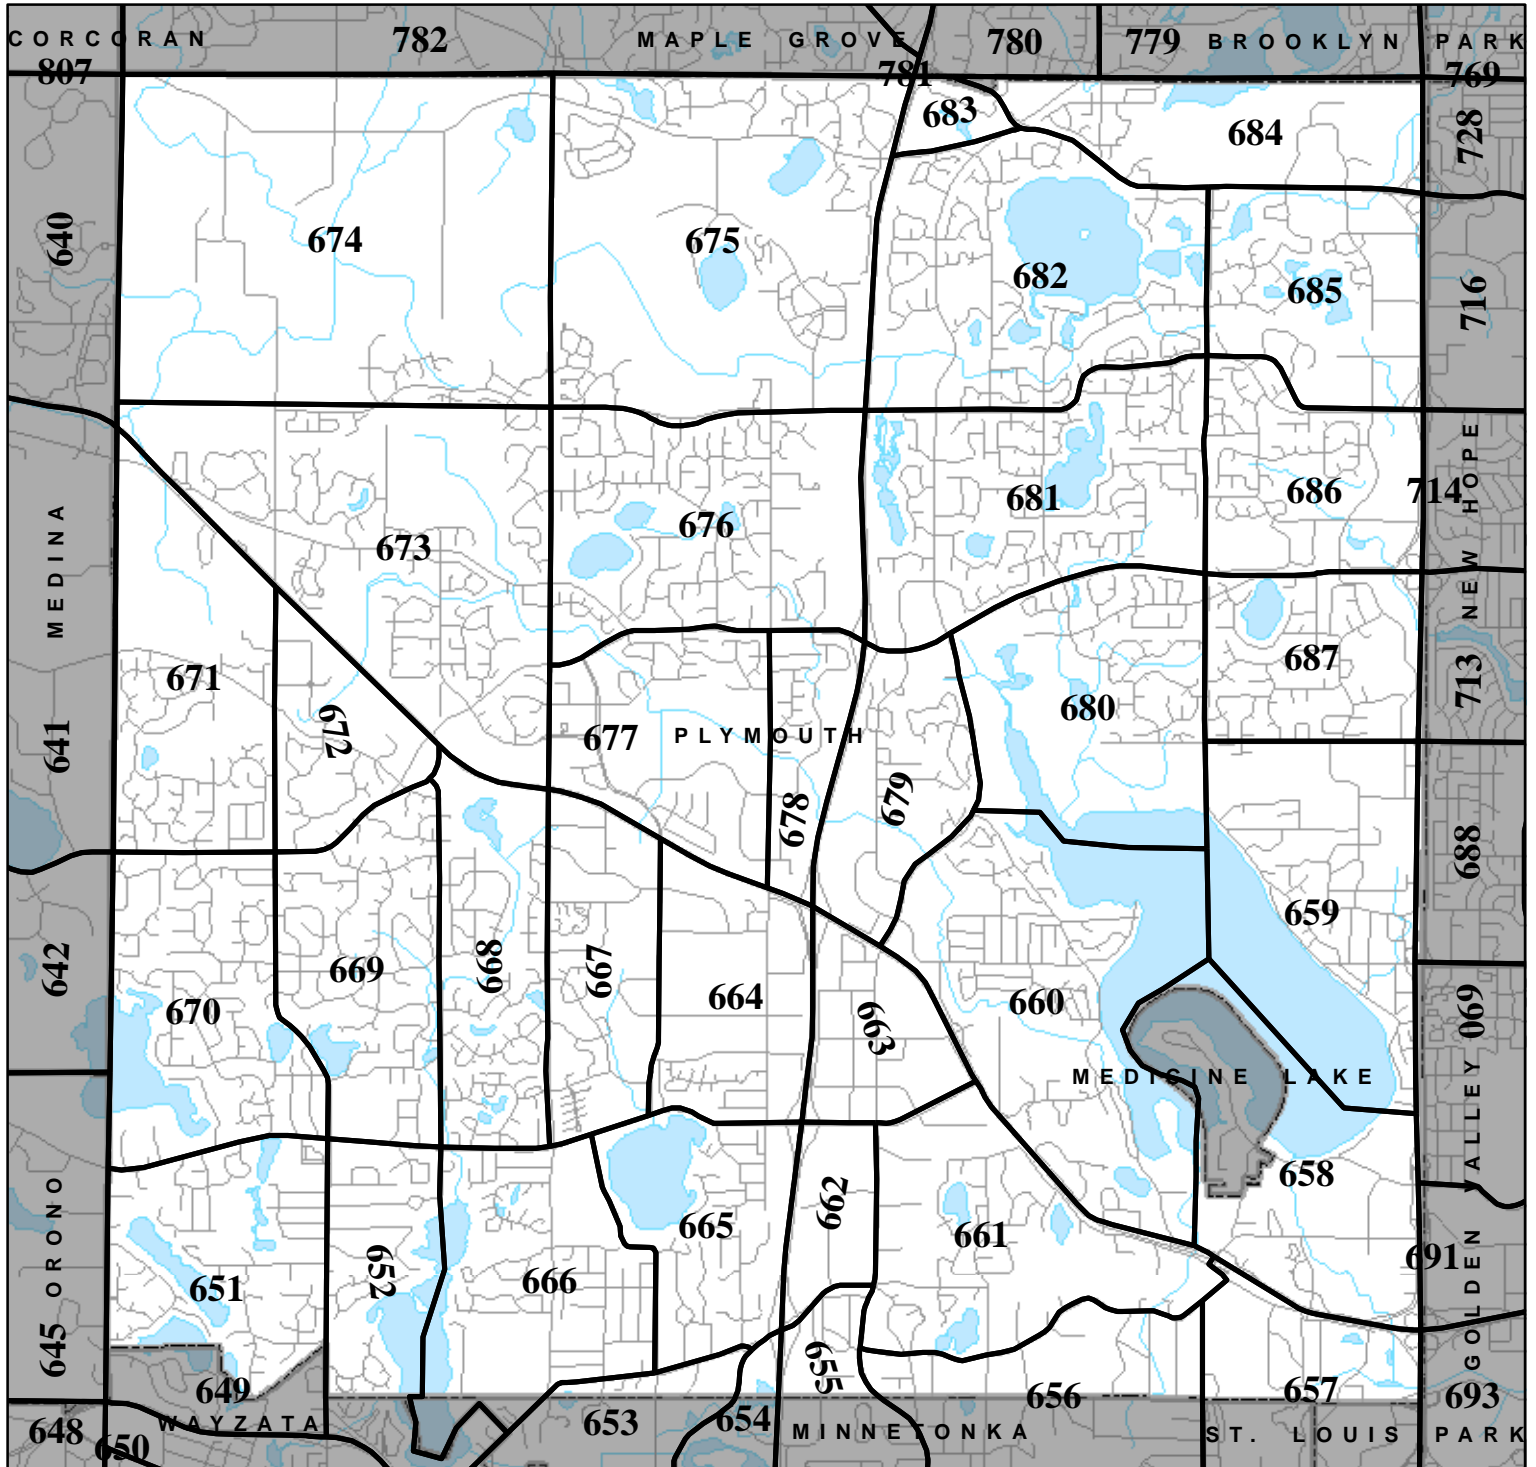 CORCORAN 782 MAPLE GROVE 780 779 BROOKLYN PARK
807 781 769
683 684 728
640 674 675 682 685 716
MEDINA 673 676 681 686 714 NEW HOPE
671 672 677 PLYMOUTH 680 687 713
641 678 679 688
642 670 669 668 667 664 663 660 659 690
MEDICINE LAKE
658 VALLEY
ORONO 651 652 666 665 662 661 691 GOLDEN
645 649 655 656 657 693
648 650 WAYZATA 653 654 MINNETONKA ST. LOUIS PARK